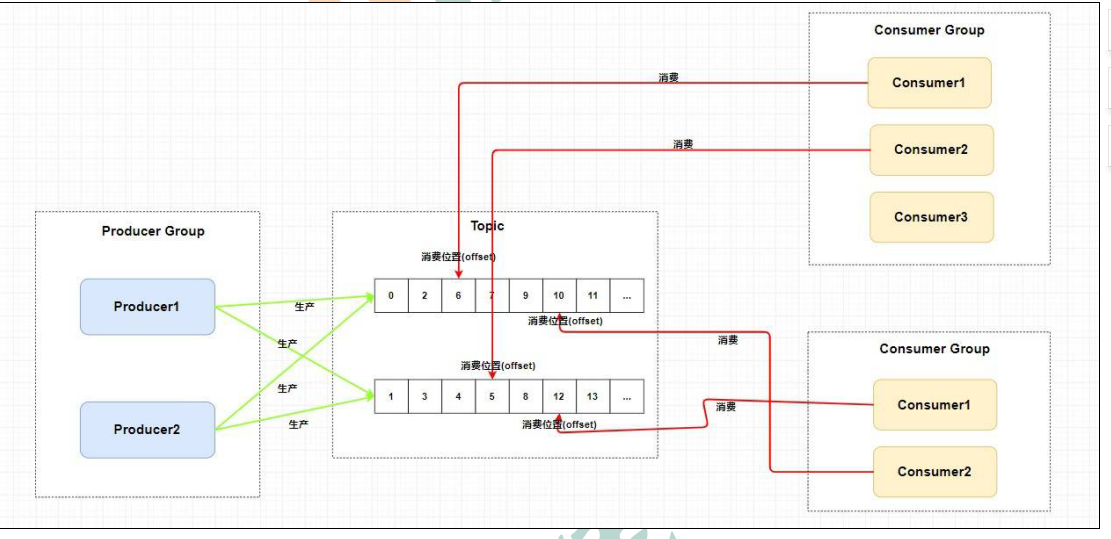 Consumer Group
Consumer1
消费
Consumer2
消费
Consumer3
Producer Group
Producer1
Producer2
生产
生产
生产
生产
Topic
消费位置(offset)
0 2 6 7 9 10 11 ...
消费位置(offset)
消费位置(offset)
1 3 4 5 8 12 13 ...
消费位置(offset)
消费
消费
Consumer Group
Consumer1
Consumer2